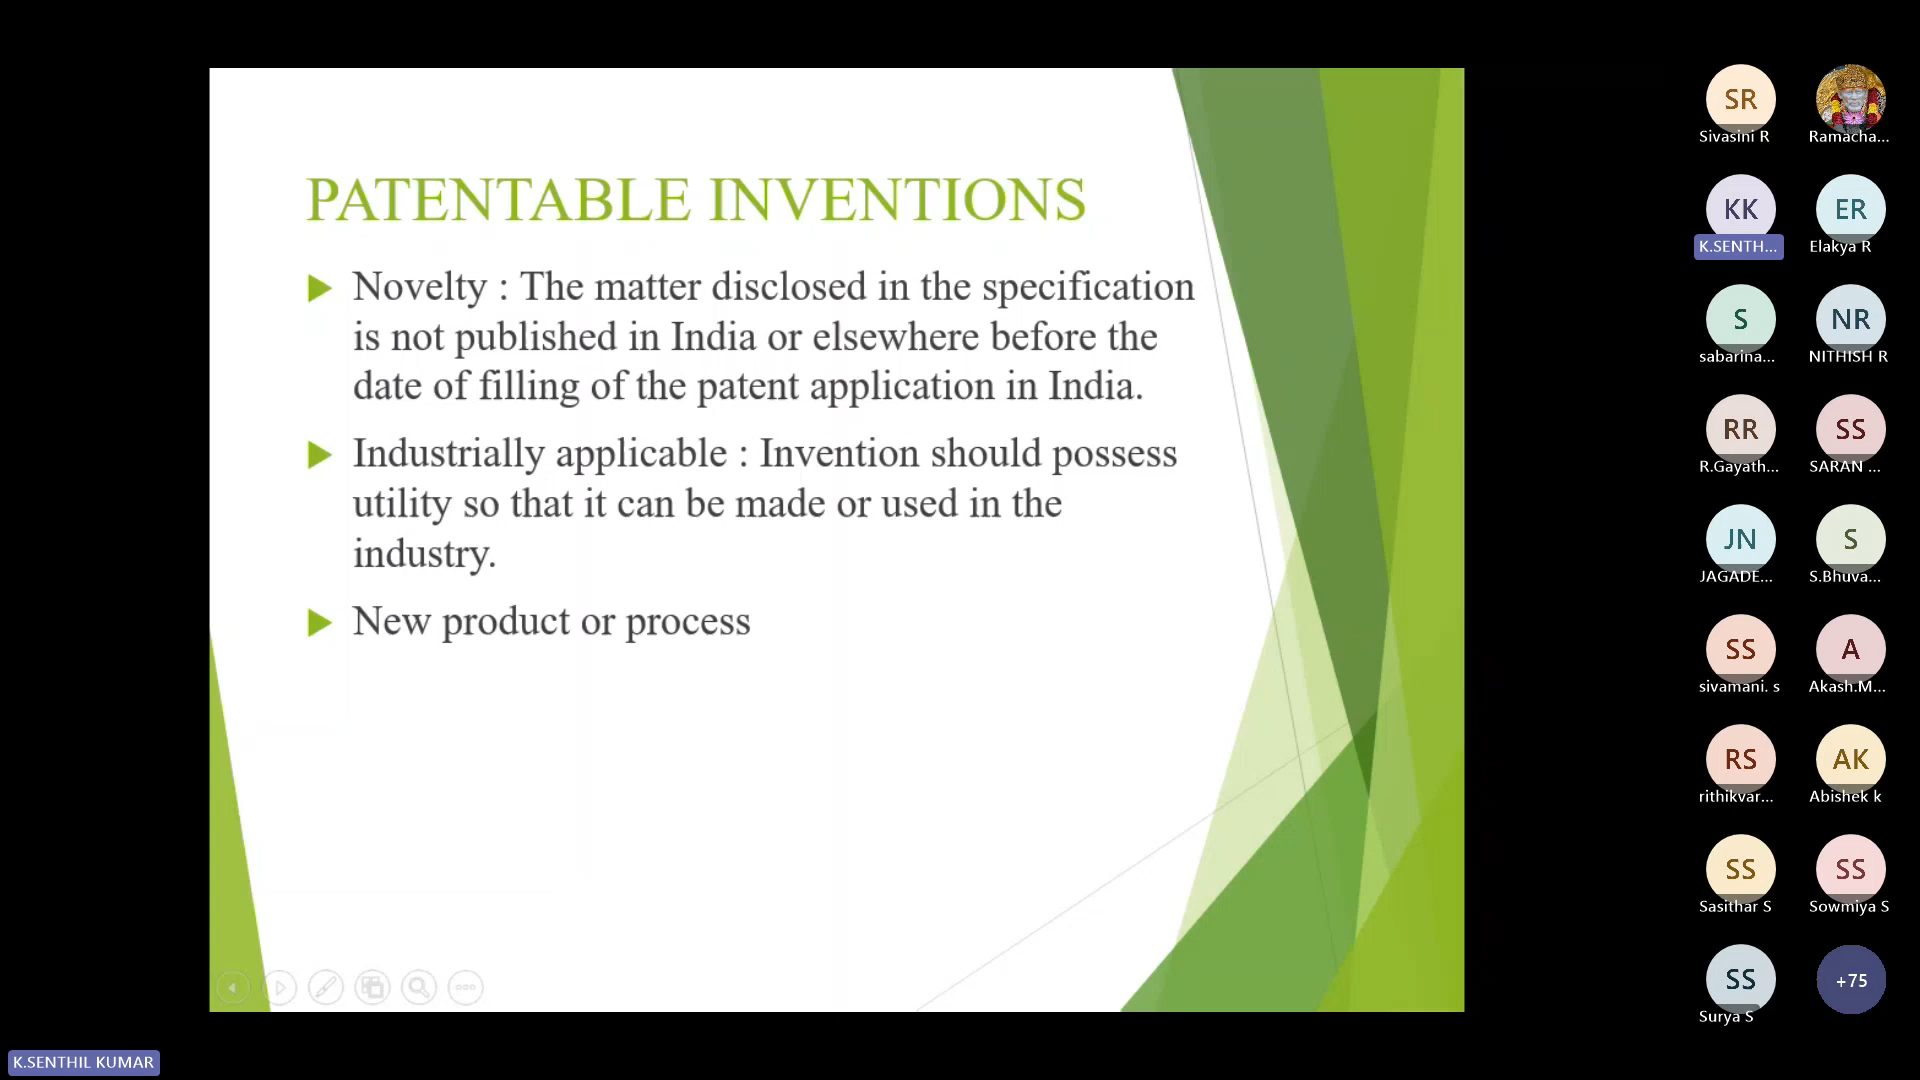 PATENTABLE INVENTIONS
Novelty : The matter disclosed in the specification
is not published in India or elsewhere before the
date of filling of the patent application in India.
Industrially applicable : Invention should possess
utility so that it can be made or used in the
industry.
New product or process
SR
Sivasini R
Ramacha...
KK
K.SENTH...
ER
Elakya R
S
sabarina...
NR
NITHISH R
RR
R.Gayath...
SS
SARAN ...
JN
JAGADE...
S
S.Bhuva...
SS
sivamani. s
A
Akash.M...
RS
rithikvar...
AK
Abishek k
SS
Sasithar S
SS
Sowmiya S
SS
Surya S
+75
K.SENTHIL KUMAR